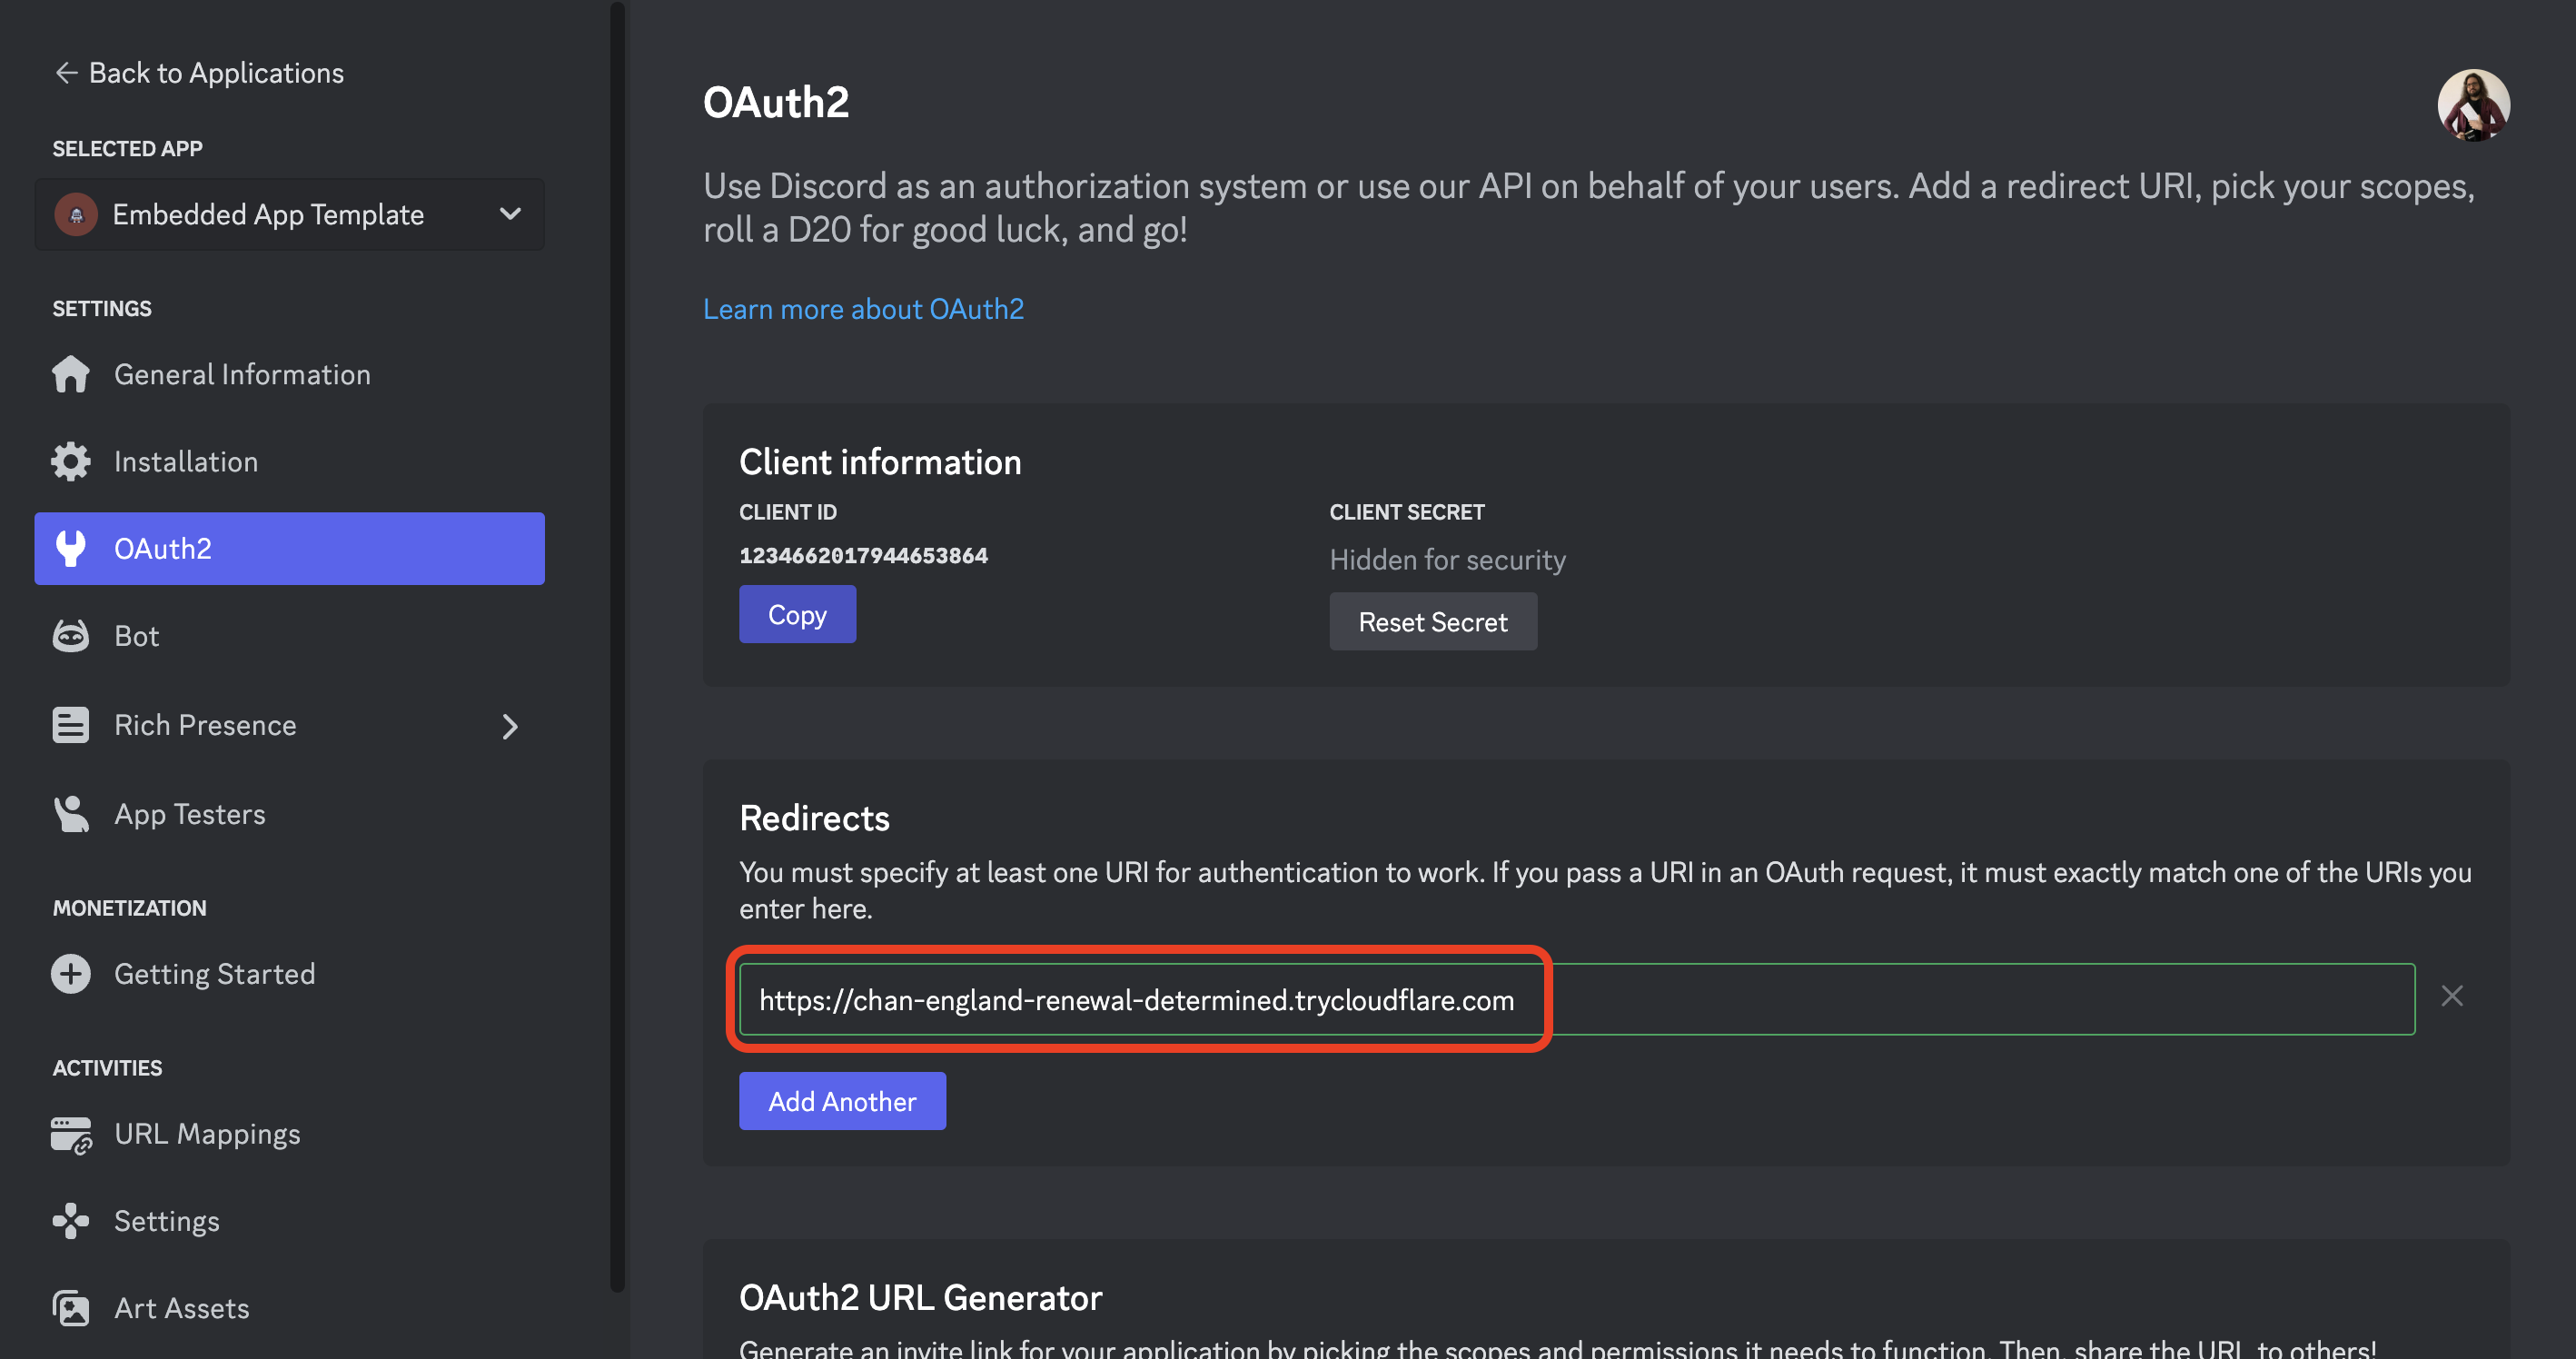 Back to Applications
SELECTED APP
Embedded App Template
SETTINGS
General Information
Installation
OAuth2
Bot
Rich Presence
App Testers
MONETIZATION
Getting Started
ACTIVITIES
URL Mappings
Settings
Art Assets
OAuth2
Use Discord as an authorization system or use our API on behalf of your users. Add a redirect URI, pick your scopes,
roll a D20 for good luck, and go!
Learn more about OAuth2
Client information
CLIENT ID
1234662017944653864
Copy
CLIENT SECRET
Hidden for security
Reset Secret
Redirects
You must specify at least one URI for authentication to work. If you pass a URI in an OAuth request, it must exactly match one of the URIs you
enter here.
https://chan-england-renewal-determined.trycloudflare.com
Add Another
OAuth2 URL Generator
Generate an invite link for your application by picking the scopes and permissions it needs to function. Then, share the URL to others!